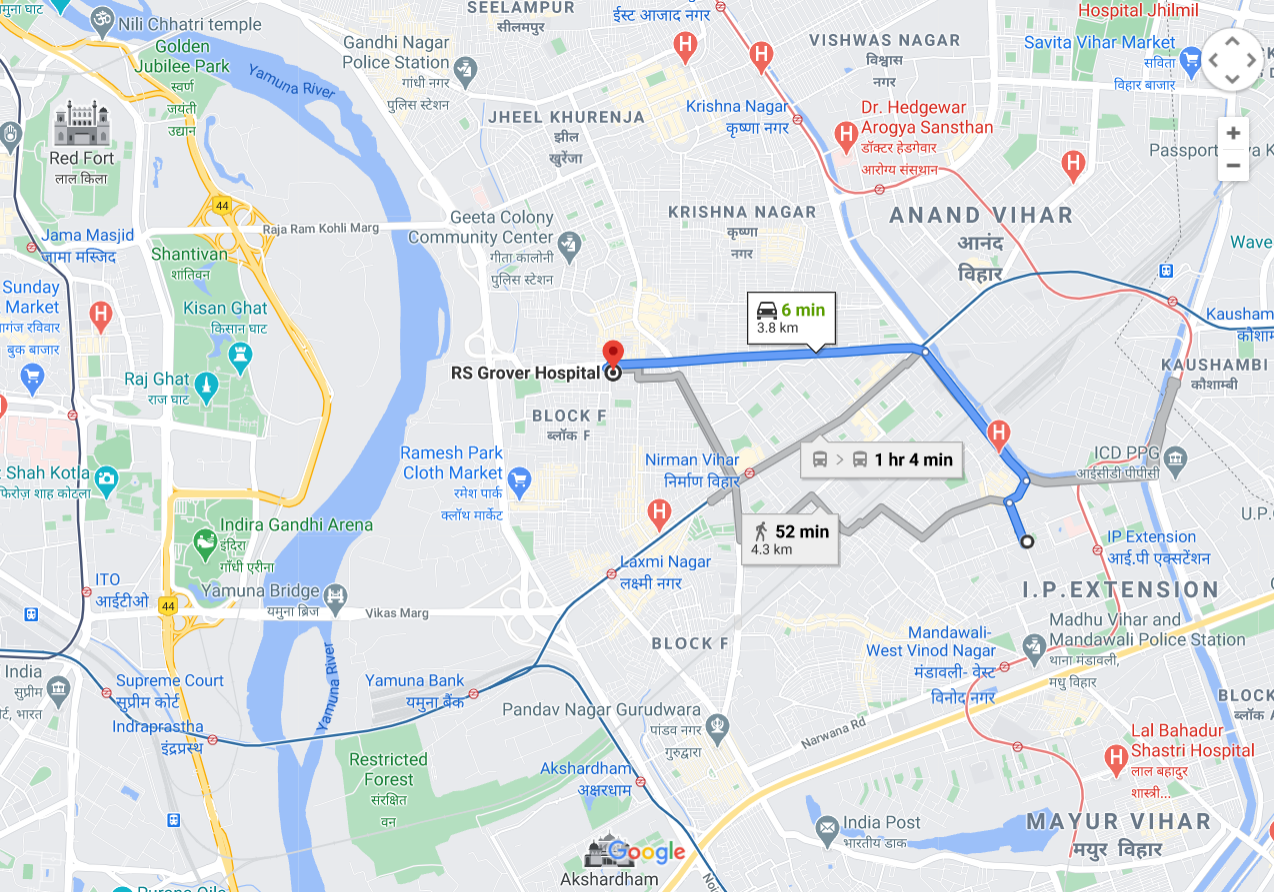 SEELAMPUR
सीलमपुर
ईस्ट आजाद नगर
Hospital Jhilmil
Nili Chhatri temple
Golden
Jubilee Park
स्वर्ण
जयंती
उद्यान
Yamuna River
Gandhi Nagar
Police Station
गांधी नगर
पुलिस स्टेशन
VISHWAS NAGAR
विश्वास
नगर
Savita Vihar Market
सविता
विहार बाजार
Krishna Nagar
कृष्णा नगर
Dr. Hedgewar
Arogya Sansthan
डॉक्टर हेडगेवार
आरोग्य संस्थान
JHEEL KHURENJA
झील
खुरेंजा
Red Fort
लाल किला
Passport
44
Raja Ram Kohli Marg
Geeta Colony
Community Center
गीता कालोनी
पुलिस स्टेशन
KRISHNA NAGAR
कृष्णा
नगर
ANAND VIHAR
आनंद
विहार
Jama Masjid
जामा मस्जिद
Shantivan
शांतिवन
Wave
Sunday
Market
गंज रविवार
बुक बाजार
Kisan Ghat
किसान घाट
6 min
3.8 km
Kausham
कौशाम
RS Grover Hospital
KAUSHAMBI
कौशाम्बी
Raj Ghat
राज घाट
BLOCK F
ब्लॉक F
Ramesh Park
Cloth Market
रमेश पार्क
क्लॉथ मार्केट
Nirman Vihar
निर्माण विहार
1 hr 4 min
ICD PPG
आईसीडी पीपीसी
Shah Kotla
फिरोज़ शाह कोटला
U.P.
Indira Gandhi Arena
इंदिरा
गाँधी एरीना
52 min
4.3 km
IP Extension
आई.पी एक्सटेंशन
Laxmi Nagar
लक्ष्मी नगर
ITO
आईटीओ
Yamuna Bridge
यमुना ब्रिज
I.P.EXTENSION
44
Vikas Marg
Madhu Vihar and
Mandawali Police Station
थाना मंडावली,
मधु विहार
Mandawali-
West Vinod Nagar
मंडावली- वेस्ट
विनोद नगर
BLOCK F
India
सुप्रीम
कोर्ट, भारत
Supreme Court
सुप्रीम कोर्ट
Yamuna River
Yamuna Bank
यमुना बैंक
BLOCK
ब्लॉक
Pandav Nagar Gurudwara
पांडव नगर
गुरुद्वारा
Indraprastha
इंद्रप्रस्थ
Narwana Rd
Lal Bahadur
Shastri Hospital
लाल बहादुर
शास्त्री...
Restricted
Forest
संरक्षित
वन
Akshardham
अक्षरधाम
India Post
भारतीय डाक
MAYUR VIHAR
मयुर विहार
Google
Akshardham